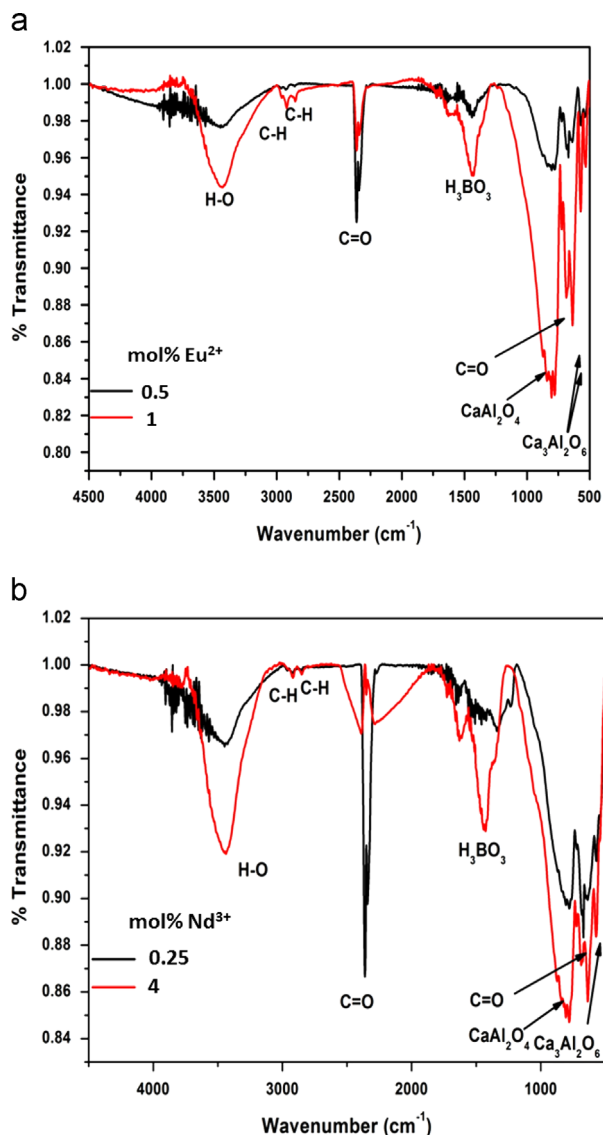 a
1.02
1.00
0.98
0.96
0.94
0.92
0.90
0.88
0.86
0.84
0.82
0.80
% Transmittance
C-H
C-H
H-O
C=O
H₃BO₃
C=O
CaAl₂O₄
Ca₃Al₂O₆
mol% Eu²⁺
0.5
1
4500 4000 3500 3000 2500 2000 1500 1000 500
Wavenumber (cm⁻¹)
b
1.02
1.00
0.98
0.96
0.94
0.92
0.90
0.88
0.86
0.84
% Transmittance
C-H C-H
H-O
H₃BO₃
C=O
C=O
CaAl₂O₄ Ca₃Al₂O₆
mol% Nd³⁺
0.25
4
4000 3000 2000 1000
Wavenumber (cm⁻¹)